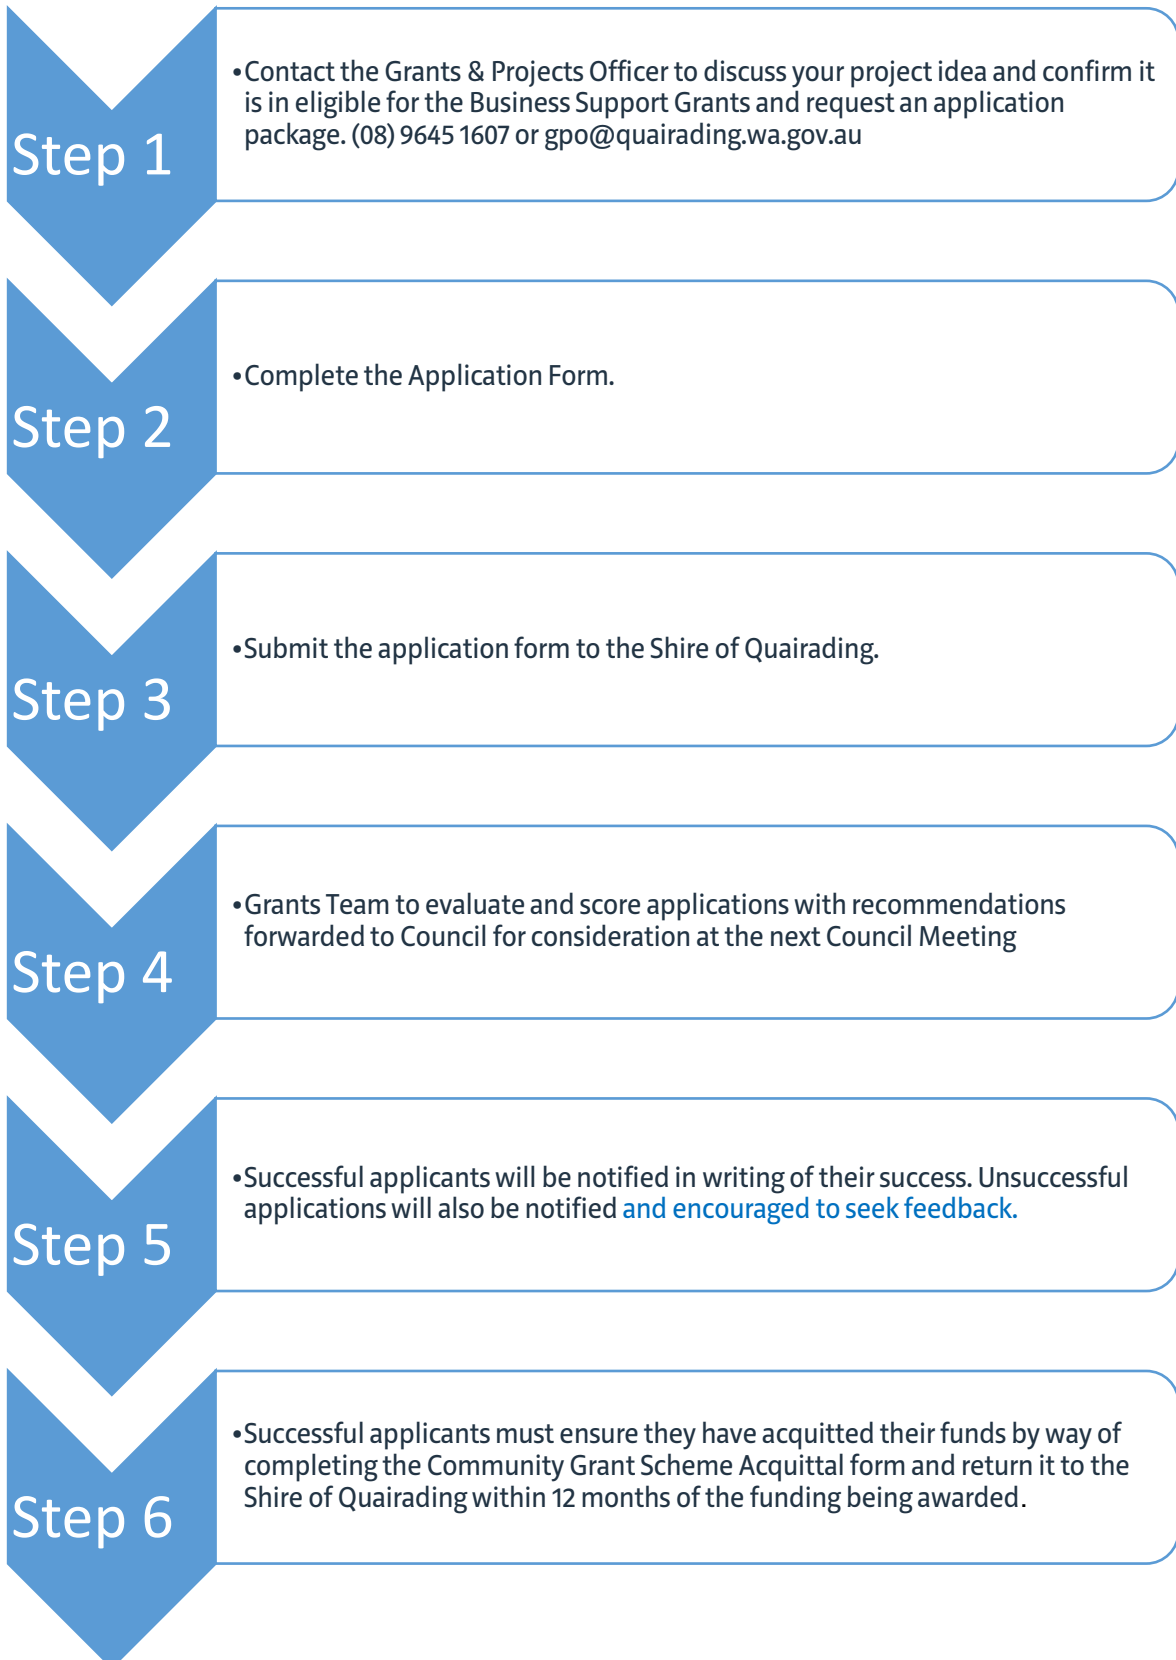 Step 1
•Contact the Grants & Projects Officer to discuss your project idea and confirm it
is in eligible for the Business Support Grants and request an application
package. (08) 9645 1607 or gpo@quairading.wa.gov.au
Step 2
•Complete the Application Form.
Step 3
•Submit the application form to the Shire of Quairading.
Step 4
•Grants Team to evaluate and score applications with recommendations
forwarded to Council for consideration at the next Council Meeting
Step 5
•Successful applicants will be notified in writing of their success. Unsuccessful
applications will also be notified and encouraged to seek feedback.
Step 6
•Successful applicants must ensure they have acquitted their funds by way of
completing the Community Grant Scheme Acquittal form and return it to the
Shire of Quairading within 12 months of the funding being awarded.